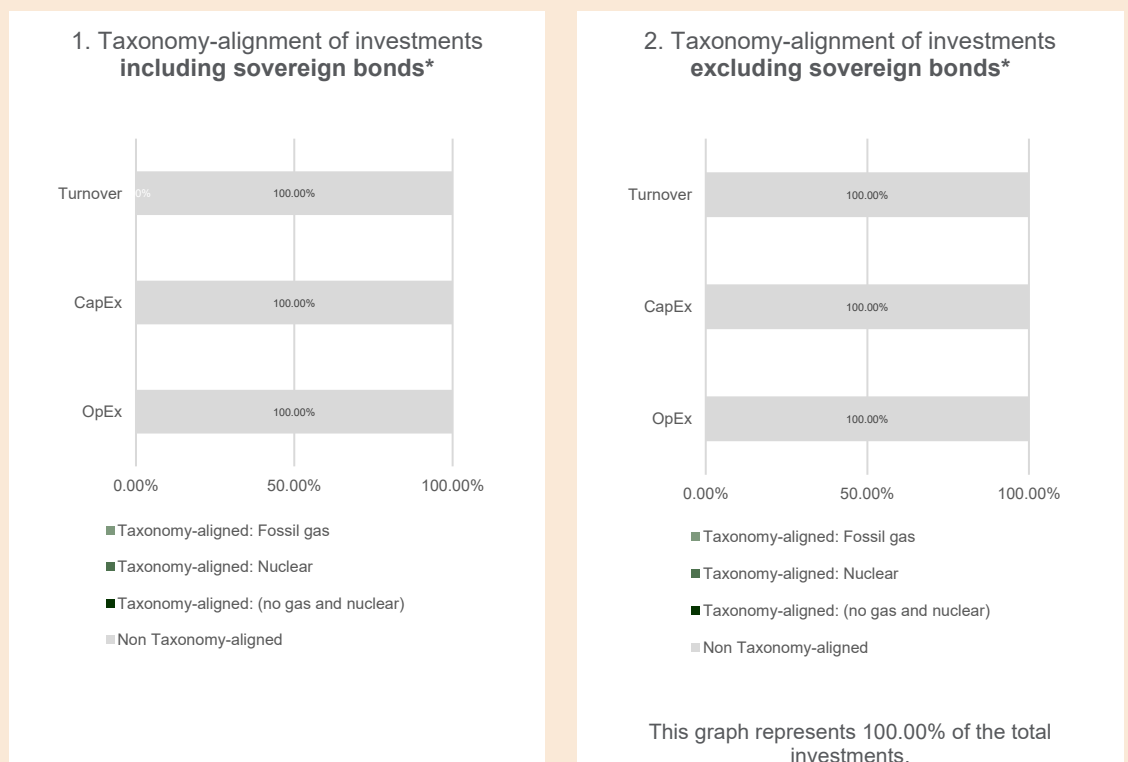 1. Taxonomy-alignment of investments
including sovereign bonds*
Turnover
0%
100.00%
CapEx
100.00%
OpEx
100.00%
0.00%
50.00%
100.00%
Taxonomy-aligned: Fossil gas
Taxonomy-aligned: Nuclear
Taxonomy-aligned: (no gas and nuclear)
Non Taxonomy-aligned
2. Taxonomy-alignment of investments
excluding sovereign bonds*
Turnover
100.00%
CapEx
100.00%
OpEx
100.00%
0.00%
50.00%
100.00%
Taxonomy-aligned: Fossil gas
Taxonomy-aligned: Nuclear
Taxonomy-aligned: (no gas and nuclear)
Non Taxonomy-aligned
This graph represents 100.00% of the total
investments.